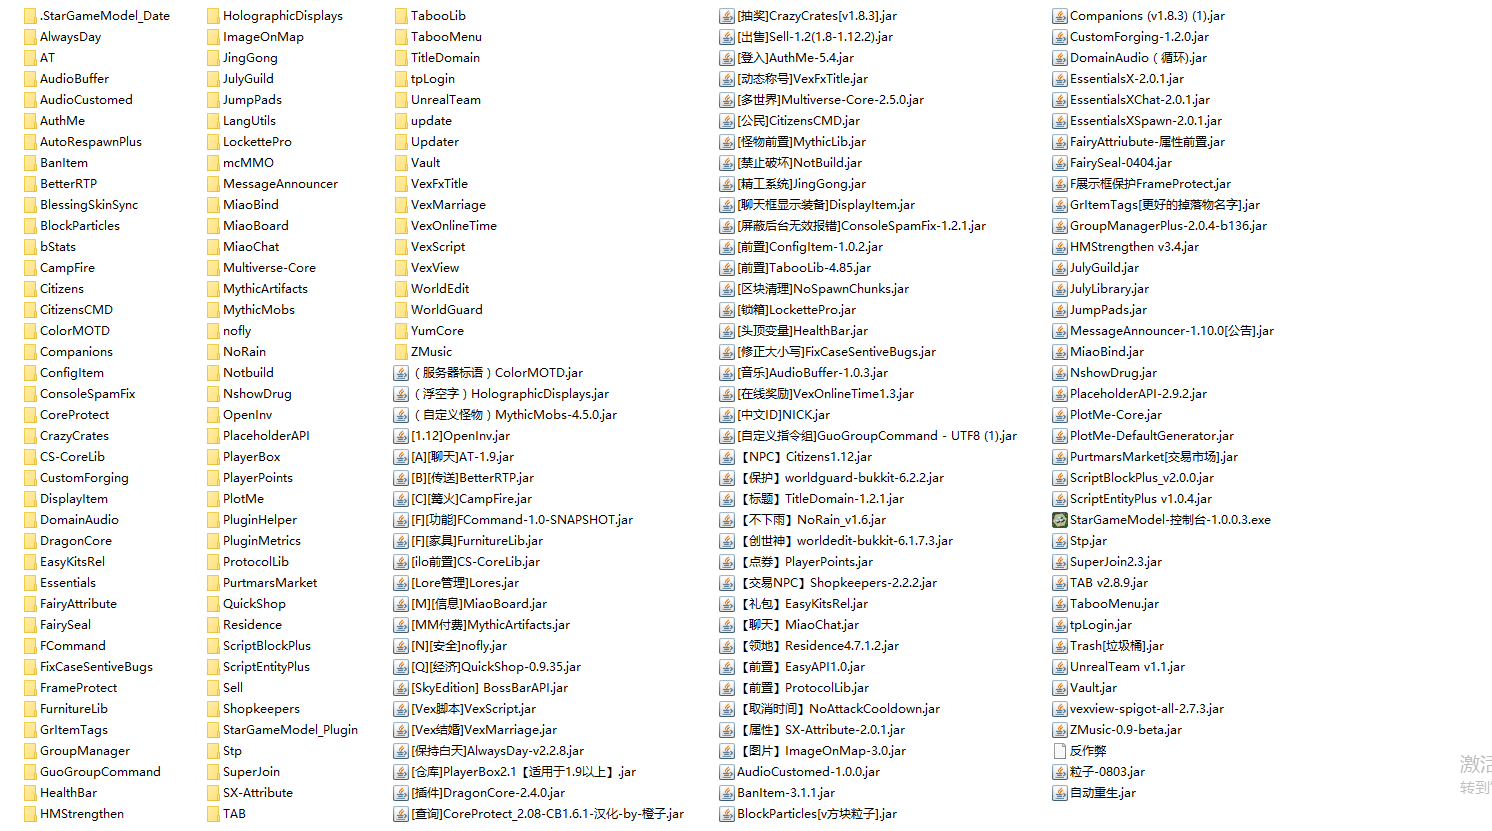 .StarGameModel_Date
AlwaysDay
AT
AudioBuffer
AudioCustomed
AuthMe
AutoRespawnPlus
BanItem
BetterRTP
BlessingSkinSync
BlockParticles
bStats
CampFire
Citizens
CitizensCMD
ColorMOTD
Companions
ConfigItem
ConsoleSpamFix
CoreProtect
CrazyCrates
CS-CoreLib
CustomForging
DisplayItem
DomainAudio
DragonCore
EasyKitsRel
Essentials
FairyAttribute
FairySeal
FCommand
FixCaseSentiveBugs
FrameProtect
FurnitureLib
GrItemTags
GroupManager
GuoGroupCommand
HealthBar
HMStrengthen
HolographicDisplays
ImageOnMap
JingGong
JulyGuild
JumpPads
LangUtils
LockettePro
mcMMO
MessageAnnouncer
MiaoBind
MiaoBoard
MiaoChat
Multiverse-Core
MythicArtifacts
MythicMobs
nofly
NoRain
Notbuild
NshowDrug
OpenInv
PlaceholderAPI
PlayerBox
PlayerPoints
PlotMe
PluginHelper
PluginMetrics
ProtocolLib
PurtmarsMarket
QuickShop
Residence
ScriptBlockPlus
ScriptEntityPlus
Sell
Shopkeepers
StarGameModel_Plugin
Stp
SuperJoin
SX-Attribute
TAB
TabooLib
TabooMenu
TitleDomain
tpLogin
UnrealTeam
update
Updater
Vault
VexFxTitle
VexMarriage
VexOnlineTime
VexScript
VexView
WorldEdit
WorldGuard
YumCore
ZMusic
（服务器标语）ColorMOTD.jar
（浮空字）HolographicDisplays.jar
（自定义怪物）MythicMobs-4.5.0.jar
[1.12]OpenInv.jar
[A][聊天]AT-1.9.jar
[B][传送]BetterRTP.jar
[C][篝火]CampFire.jar
[F][功能]FCommand-1.0-SNAPSHOT.jar
[F][家具]FurnitureLib.jar
[ilo前置]CS-CoreLib.jar
[Lore管理]Lores.jar
[M][信息]MiaoBoard.jar
[MM付费]MythicArtifacts.jar
[N][安全]nofly.jar
[Q][经济]QuickShop-0.9.35.jar
[SkyEdition] BossBarAPI.jar
[Vex脚本]VexScript.jar
[Vex结婚]VexMarriage.jar
[保持白天]AlwaysDay-v2.2.8.jar
[仓库]PlayerBox2.1【适用于1.9以上】.jar
[插件]DragonCore-2.4.0.jar
[查询]CoreProtect_2.08-CB1.6.1-汉化-by-橙子.jar
[抽奖]CrazyCrates[v1.8.3].jar
[出售]Sell-1.2(1.8-1.12.2).jar
[登入]AuthMe-5.4.jar
[动态称号]VexFxTitle.jar
[多世界]Multiverse-Core-2.5.0.jar
[公民]CitizensCMD.jar
[怪物前置]MythicLib.jar
[禁止破坏]NotBuild.jar
[精工系统]JingGong.jar
[聊天框显示装备]DisplayItem.jar
[屏蔽后台无效报错]ConsoleSpamFix-1.2.1.jar
[前置]ConfigItem-1.0.2.jar
[前置]TabooLib-4.85.jar
[区块清理]NoSpawnChunks.jar
[锁箱]LockettePro.jar
[头顶变量]HealthBar.jar
[修正大小写]FixCaseSentiveBugs.jar
[音乐]AudioBuffer-1.0.3.jar
[在线奖励]VexOnlineTime1.3.jar
[中文ID]NICK.jar
[自定义指令组]GuoGroupCommand - UTF8 (1).jar
【NPC】Citizens1.12.jar
【保护】worldguard-bukkit-6.2.2.jar
【标题】TitleDomain-1.2.1.jar
【不下雨】NoRain_v1.6.jar
【创世神】worldedit-bukkit-6.1.7.3.jar
【点券】PlayerPoints.jar
【交易NPC】Shopkeepers-2.2.2.jar
【礼包】EasyKitsRel.jar
【聊天】MiaoChat.jar
【领地】Residence4.7.1.2.jar
【前置】EasyAPI1.0.jar
【前置】ProtocolLib.jar
【取消时间】NoAttackCooldown.jar
【属性】SX-Attribute-2.0.1.jar
【图片】ImageOnMap-3.0.jar
AudioCustomed-1.0.0.jar
BanItem-3.1.1.jar
BlockParticles[v方块粒子].jar
Companions (v1.8.3) (1).jar
CustomForging-1.2.0.jar
DomainAudio（循环).jar
EssentialsX-2.0.1.jar
EssentialsXChat-2.0.1.jar
EssentialsXSpawn-2.0.1.jar
FairyAttriubute-属性前置.jar
FairySeal-0404.jar
F展示框保护FrameProtect.jar
GrItemTags[更好的掉落物名字].jar
GroupManagerPlus-2.0.4-b136.jar
HMStrengthen v3.4.jar
JulyGuild.jar
JulyLibrary.jar
JumpPads.jar
MessageAnnouncer-1.10.0[公告].jar
MiaoBind.jar
NshowDrug.jar
PlaceholderAPI-2.9.2.jar
PlotMe-Core.jar
PlotMe-DefaultGenerator.jar
PurtmarsMarket[交易市场].jar
ScriptBlockPlus_v2.0.0.jar
ScriptEntityPlus v1.0.4.jar
StarGameModel-控制台-1.0.0.3.exe
Stp.jar
SuperJoin2.3.jar
TAB v2.8.9.jar
TabooMenu.jar
tpLogin.jar
Trash[垃圾桶].jar
UnrealTeam v1.1.jar
Vault.jar
vexview-spigot-all-2.7.3.jar
ZMusic-0.9-beta.jar
反作弊
粒子-0803.jar
自动重生.jar
激活
转到"